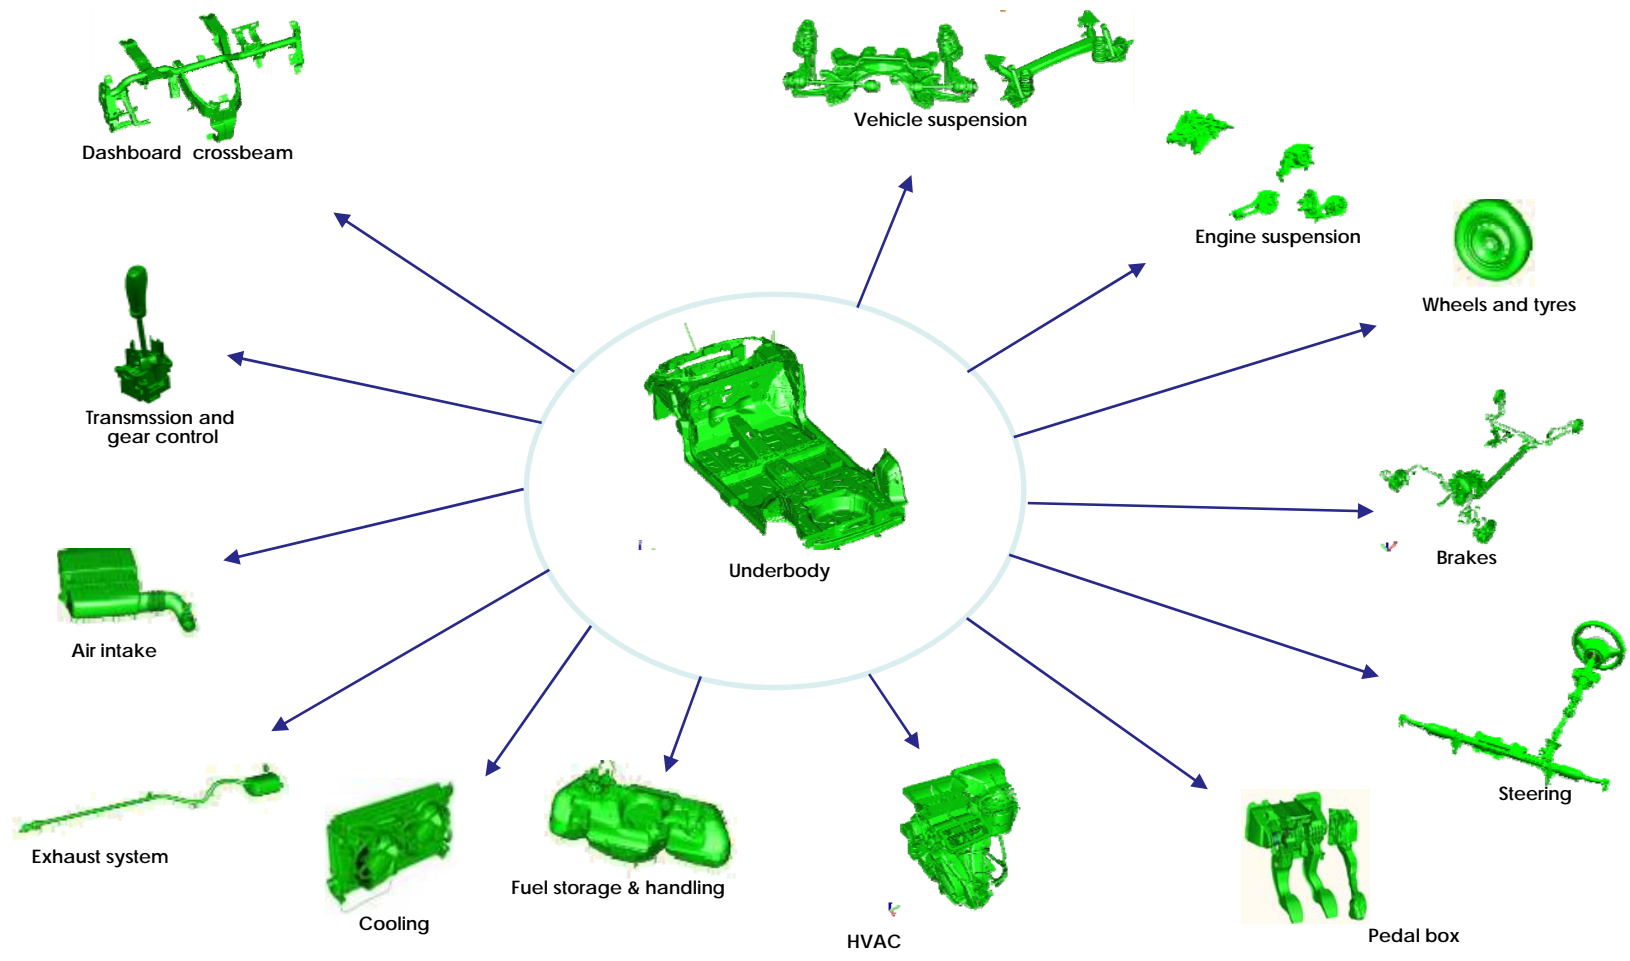 Vehicle suspension
Dashboard crossbeam
Engine suspension
Wheels and tyres
Transmssion and
gear control
Brakes
Underbody
Air intake
Steering
Exhaust system
Fuel storage & handling
Cooling
Pedal box
HVAC